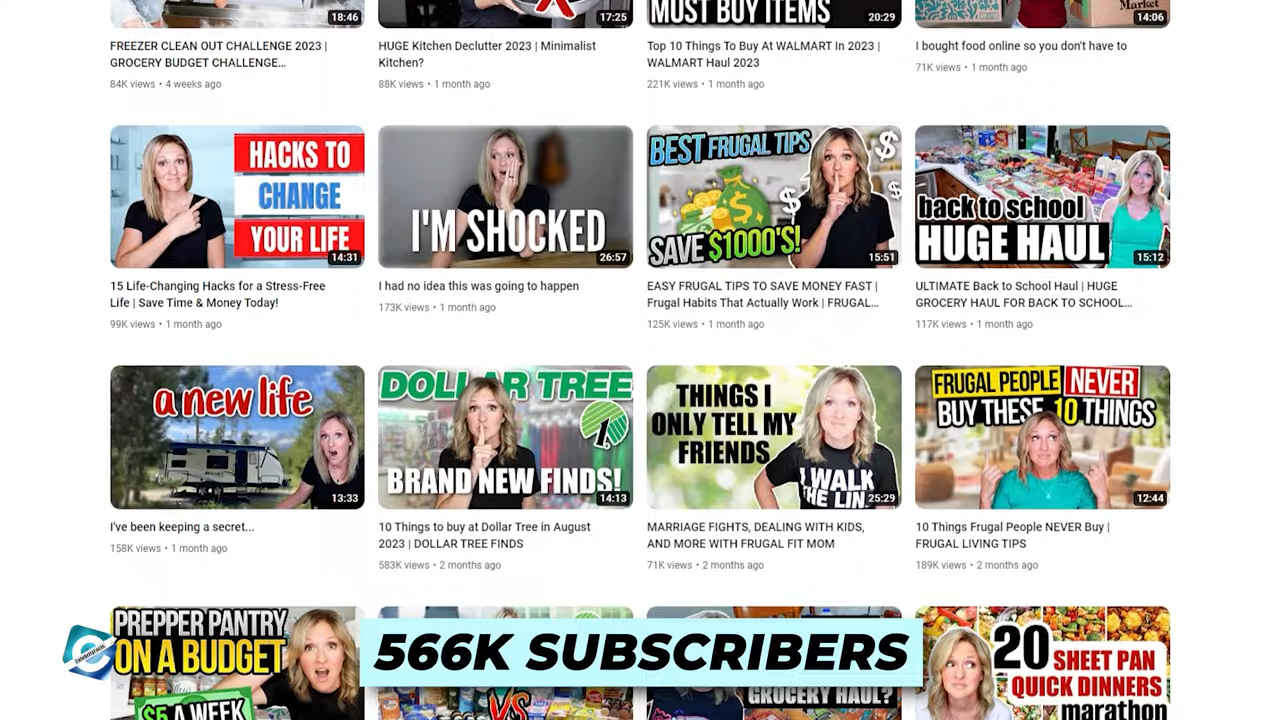 18:46
17:25
MUST BUY ITEMS
20:29
Market
14:06
FREEZER CLEAN OUT CHALLENGE 2023 |
GROCERY BUDGET CHALLENGE...
84K views • 4 weeks ago
HUGE Kitchen Declutter 2023 | Minimalist
Kitchen?
88K views • 1 month ago
Top 10 Things To Buy At WALMART In 2023 |
WALMART Haul 2023
221K views • 1 month ago
I bought food online so you don't have to
71K views • 1 month ago
HACKS TO
CHANGE
YOUR LIFE
14:31
I'M SHOCKED
26:57
BEST FRUGAL TIPS
SAVE $1000'S!
15:51
back to school
HUGE HAUL
15:12
15 Life-Changing Hacks for a Stress-Free
Life | Save Time & Money Today!
99K views • 1 month ago
I had no idea this was going to happen
173K views • 1 month ago
EASY FRUGAL TIPS TO SAVE MONEY FAST |
Frugal Habits That Actually Work | FRUGAL...
125K views • 1 month ago
ULTIMATE Back to School Haul | HUGE
GROCERY HAUL FOR BACK TO SCHOOL...
117K views • 1 month ago
a new life
13:33
DOLLAR TREE
BRAND NEW FINDS!
14:13
THINGS I
ONLY TELL MY
FRIENDS
I WALK
THE LIN
25:29
FRUGAL PEOPLE NEVER
BUY THESE 10 THINGS
12:44
I've been keeping a secret...
158K views • 1 month ago
10 Things to buy at Dollar Tree in August
2023 | DOLLAR TREE FINDS
583K views • 2 months ago
MARRIAGE FIGHTS, DEALING WITH KIDS,
AND MORE WITH FRUGAL FIT MOM
71K views • 2 months ago
10 Things Frugal People NEVER Buy |
FRUGAL LIVING TIPS
189K views • 2 months ago
PREPPER PANTRY
ON A BUDGET
$5 A WEEK
VS
GROCERY HAUL?
20 SHEET PAN
QUICK DINNERS
marathon
566K SUBSCRIBERS